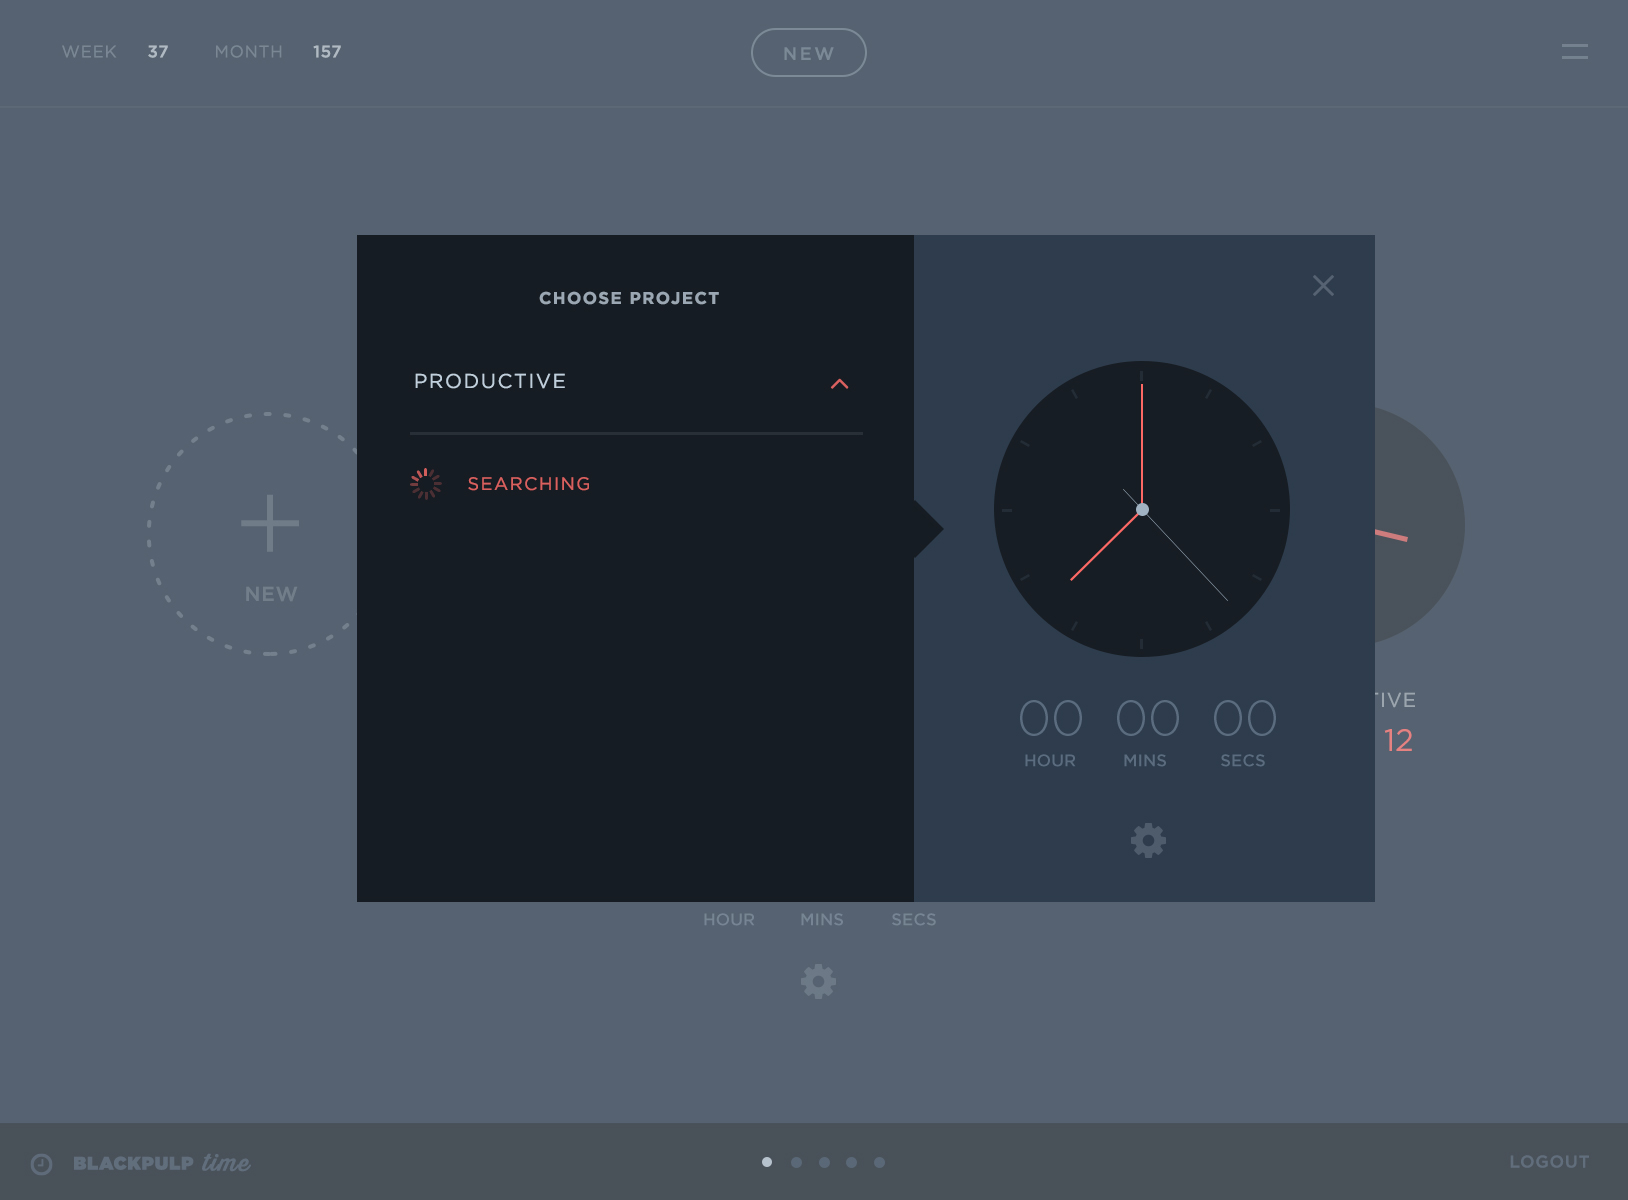 WEEK 37 MONTH 157
NEW
CHOOSE PROJECT
PRODUCTIVE
SEARCHING
NEW
00 00 00
HOUR MINS SECS
TIVE
12
HOUR MINS SECS
BLACKPULP time
LOGOUT